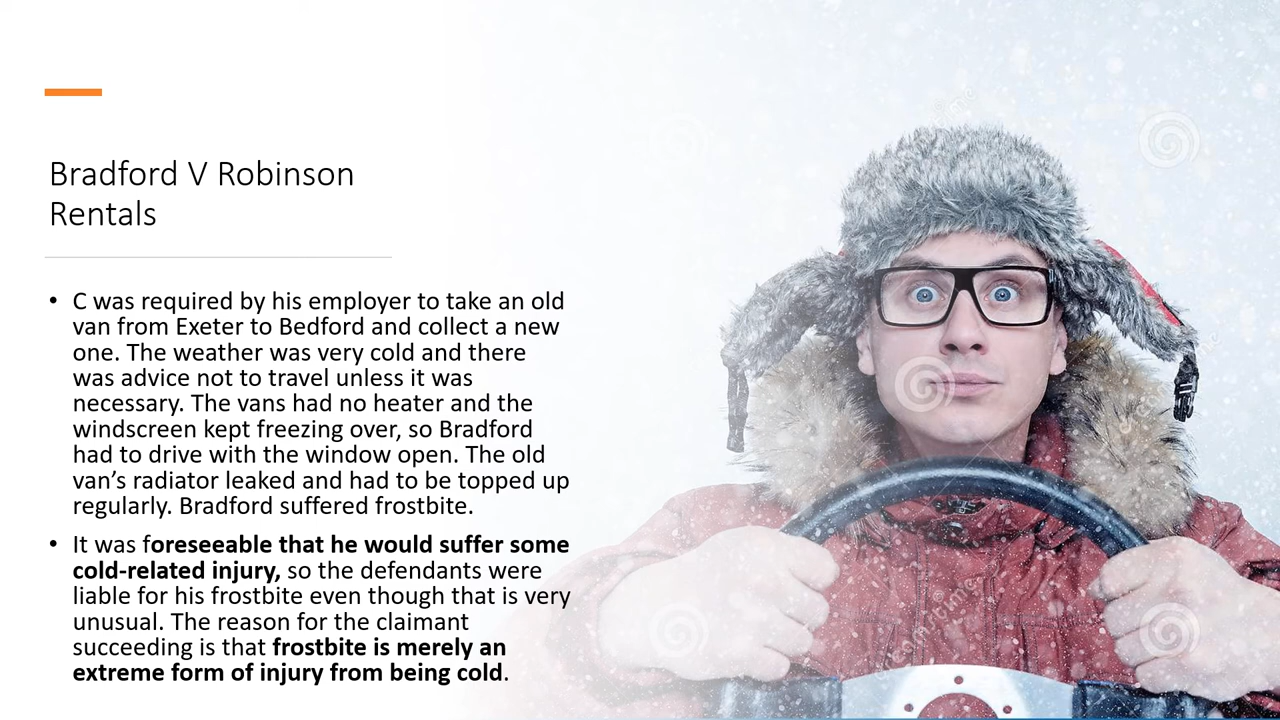 Bradford V Robinson
Rentals
• C was required by his employer to take an old
van from Exeter to Bedford and collect a new
one. The weather was very cold and there
was advice not to travel unless it was
necessary. The vans had no heater and the
windscreen kept freezing over, so Bradford
had to drive with the window open. The old
van’s radiator leaked and had to be topped up
regularly. Bradford suffered frostbite.
• It was foreseeable that he would suffer some
cold-related injury, so the defendants were
liable for his frostbite even though that is very
unusual. The reason for the claimant
succeeding is that frostbite is merely an
extreme form of injury from being cold.